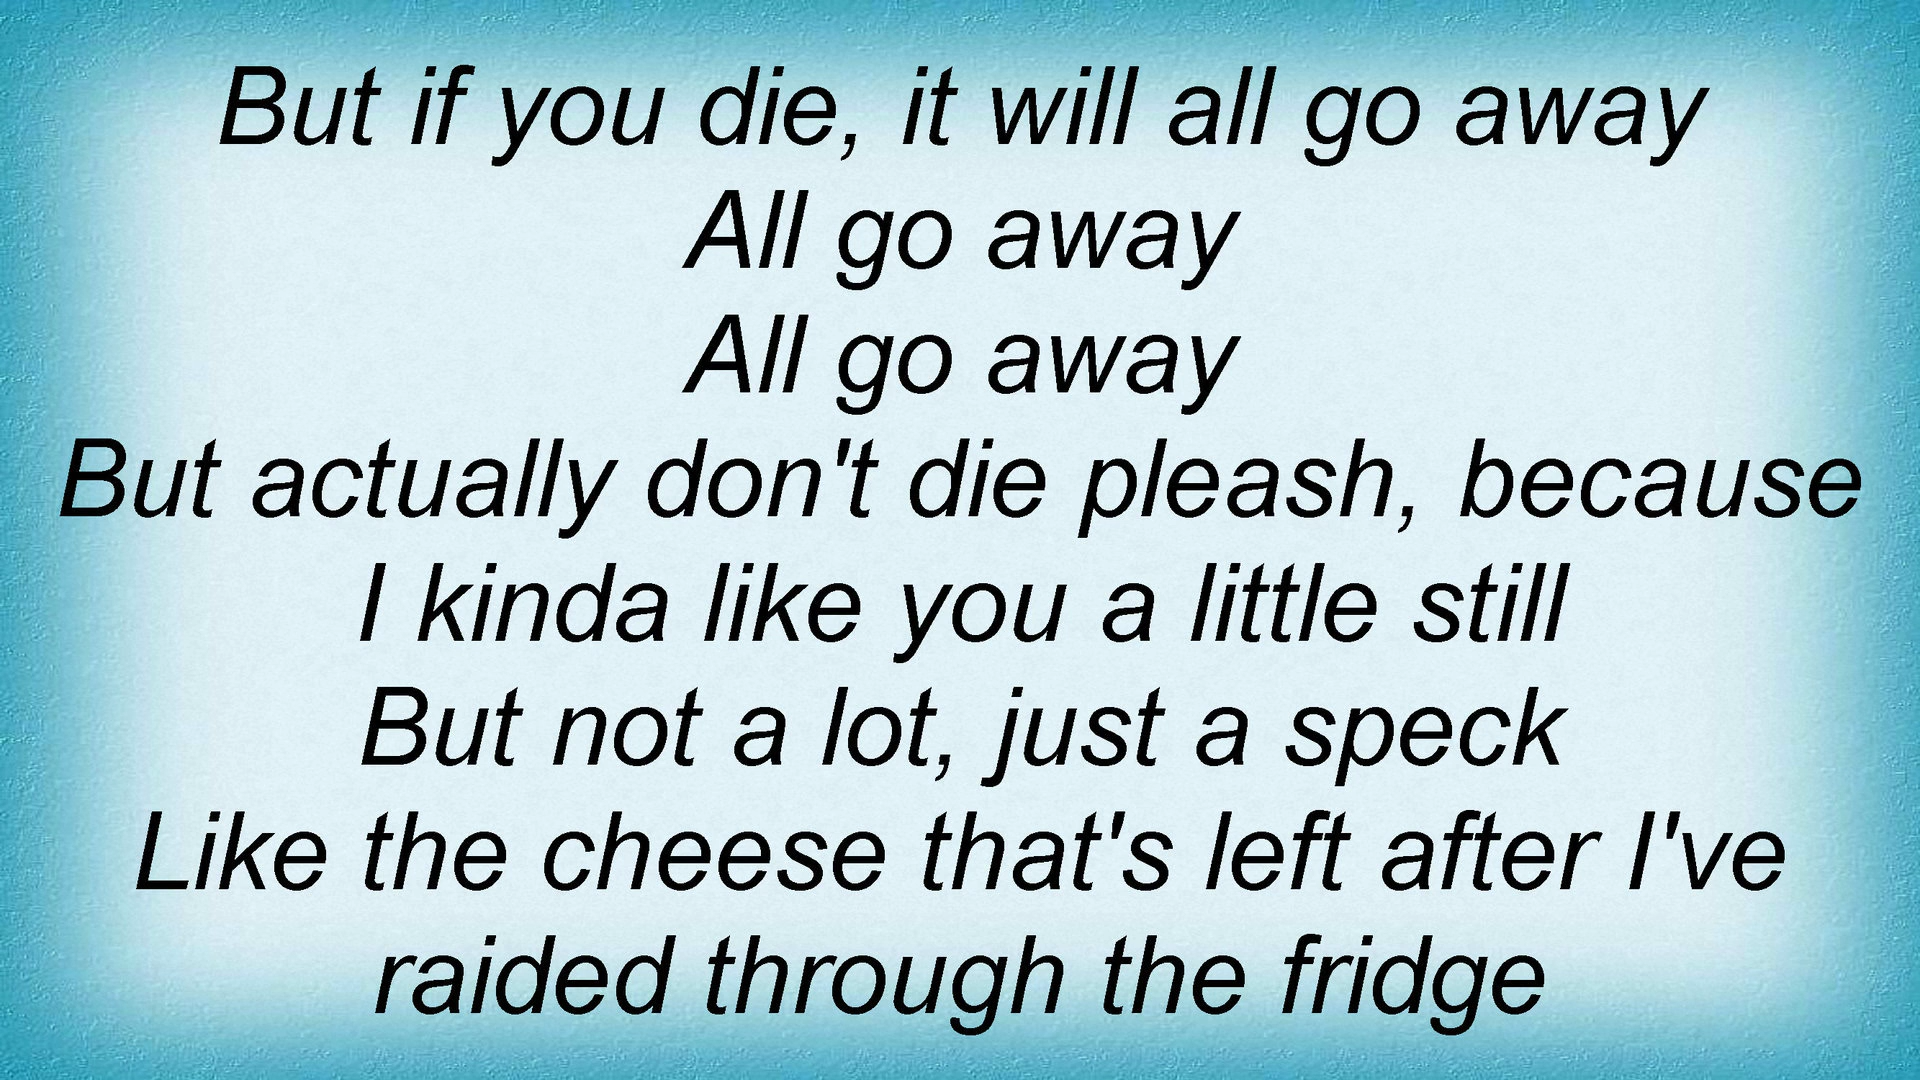 But if you die, it will all go away
All go away
All go away
But actually don't die pleash, because
I kinda like you a little still
But not a lot, just a speck
Like the cheese that's left after I've
raided through the fridge